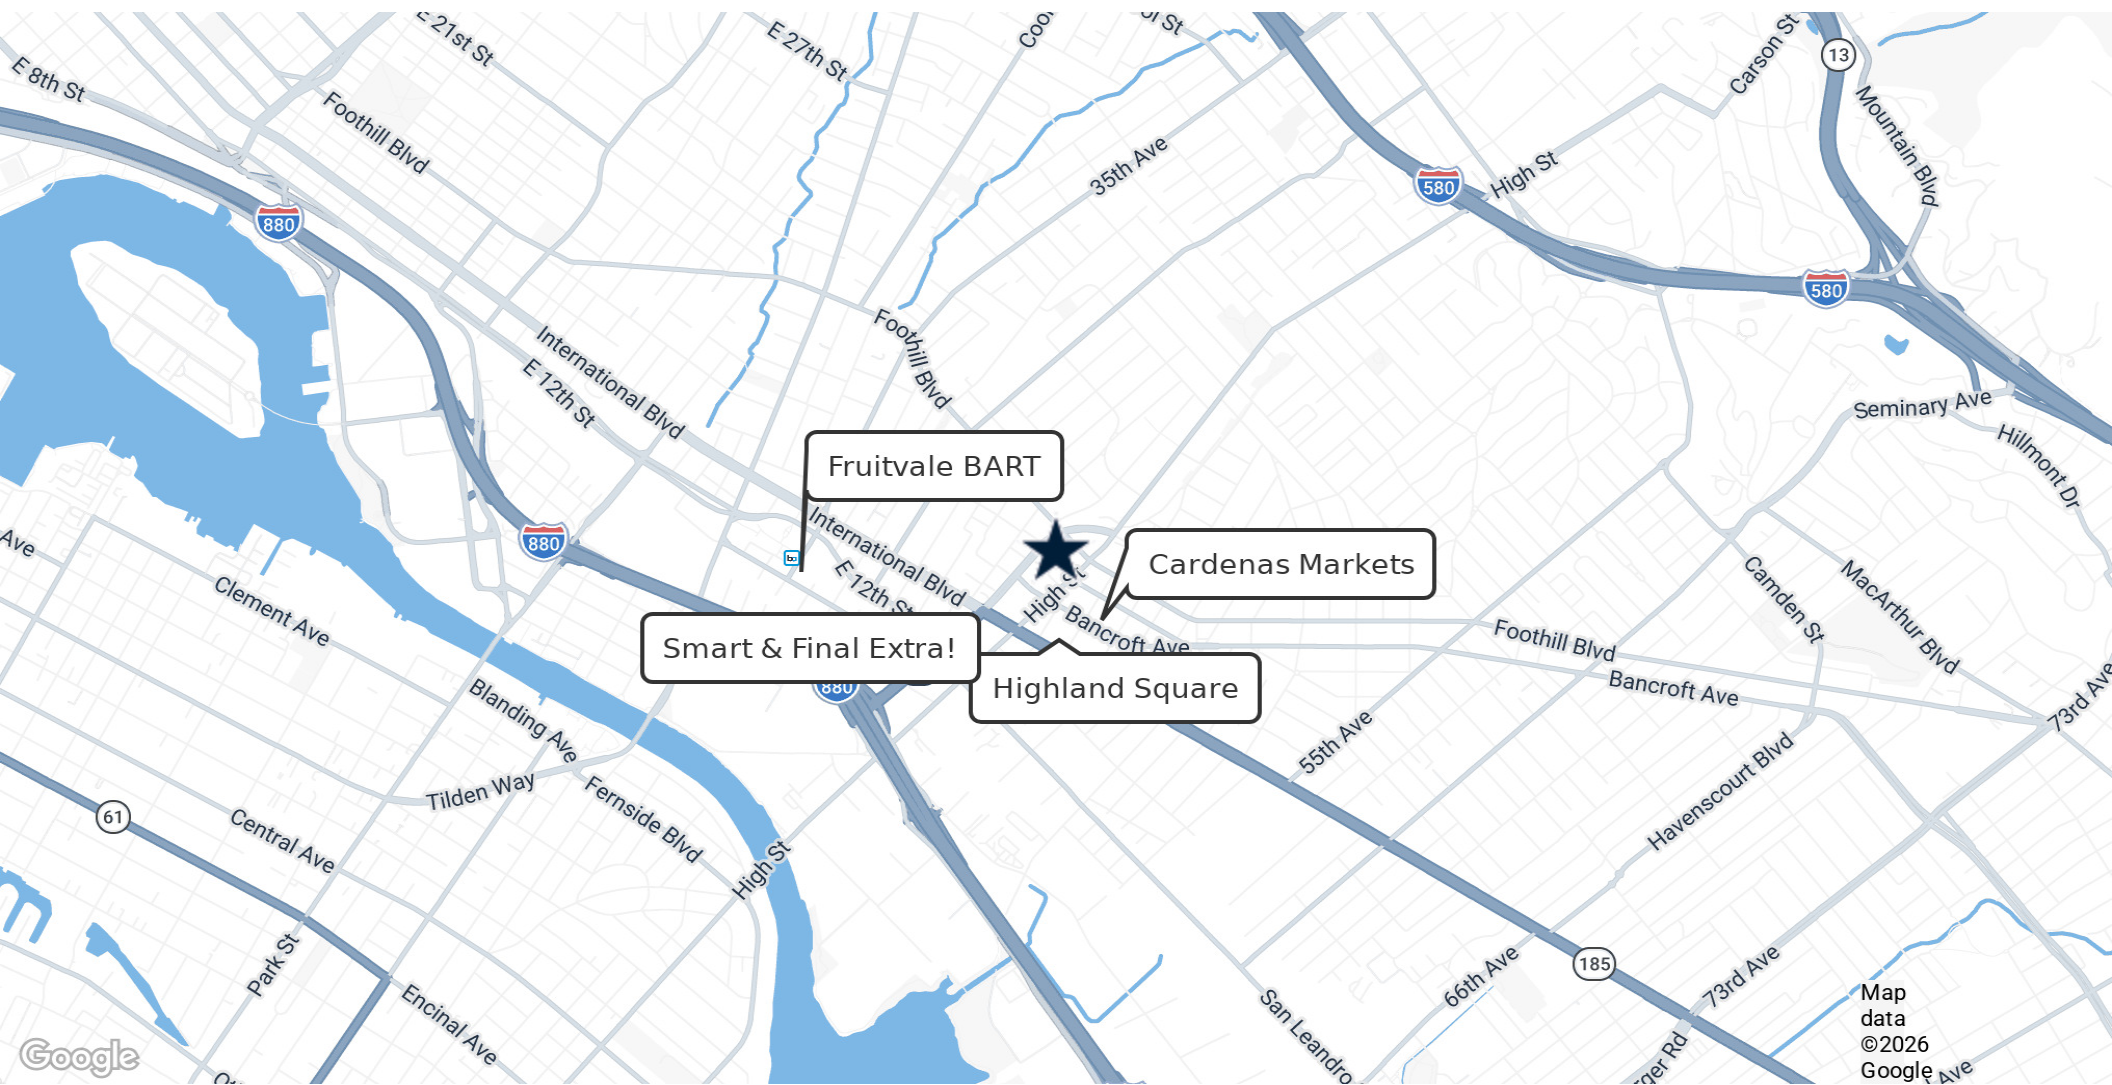 E 21st St
E 27th St
13
Carson St
E 8th St
Foothill Blvd
35th Ave
Mountain Blvd
580
High St
880
580
Foothill Blvd
International Blvd
E 12th St
Seminary Ave
Hillmont Dr
Fruitvale BART
880
International Blvd
E 12th St
Cardenas Markets
High St
Bancroft Ave
Ave
Clement Ave
Camden St
MacArthur Blvd
Foothill Blvd
Smart & Final Extra!
880
Highland Square
Bancroft Ave
73rd Ave
Blanding Ave
55th Ave
Havenscourt Blvd
Tilden Way
Fernside Blvd
61
Central Ave
High St
185
66th Ave
73rd Ave
Park St
Encinal Ave
San Leandro
Map
data
©2026
Google
Google
Ave